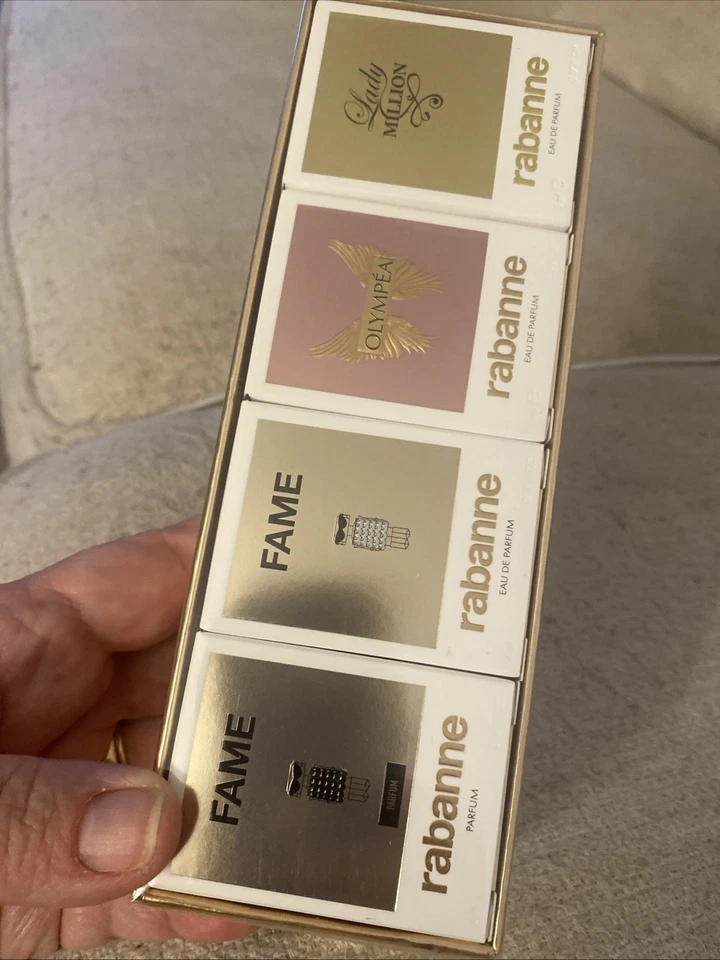 Lady
MILLION
rabanne
EAU DE PARFUM
OLYMPÉA
rabanne
EAU DE PARFUM
FAME
rabanne
EAU DE PARFUM
FAME
PARFUM
rabanne
PARFUM